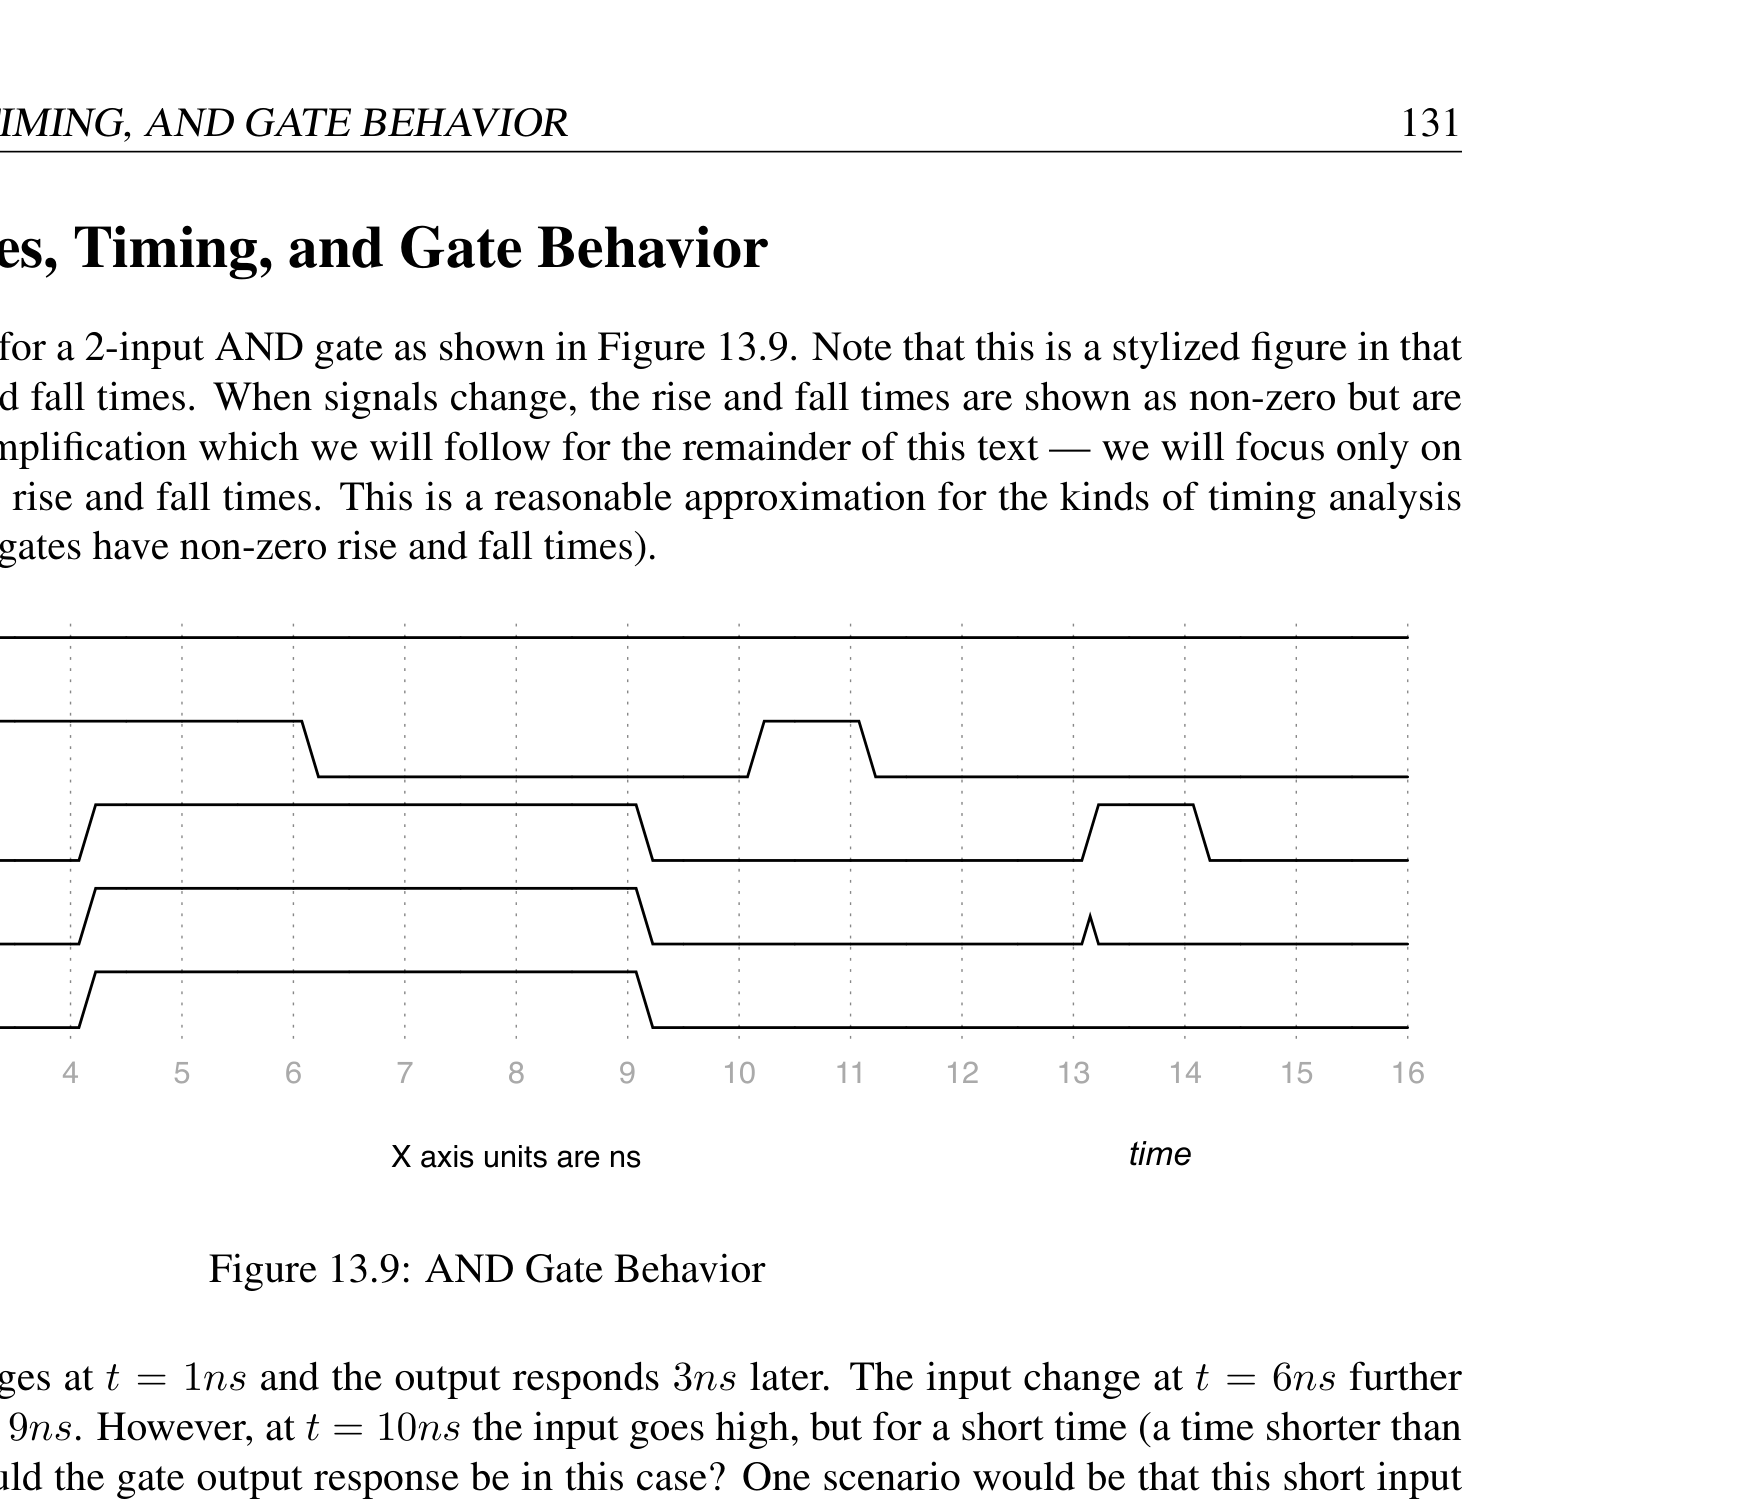 TIMING, AND GATE BEHAVIOR 131
es, Timing, and Gate Behavior
for a 2-input AND gate as shown in Figure 13.9. Note that this is a stylized figure in that
d fall times. When signals change, the rise and fall times are shown as non-zero but are
mplification which we will follow for the remainder of this text — we will focus only on
rise and fall times. This is a reasonable approximation for the kinds of timing analysis
gates have non-zero rise and fall times).
4 5 6 7 8 9 10 11 12 13 14 15 16
X axis units are ns time
Figure 13.9: AND Gate Behavior
ges at t = 1ns and the output responds 3ns later. The input change at t = 6ns further
9ns. However, at t = 10ns the input goes high, but for a short time (a time shorter than
uld the gate output response be in this case? One scenario would be that this short input